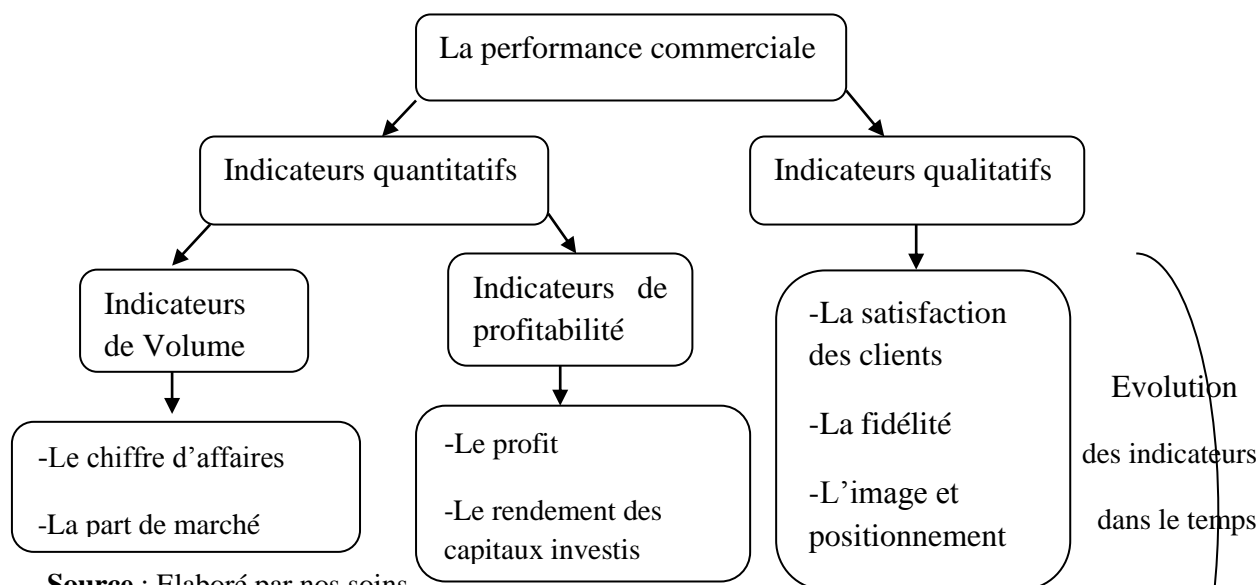 La performance commerciale
Indicateurs quantitatifs
Indicateurs qualitatifs
Indicateurs
de Volume
Indicateurs de
profitabilité
-La satisfaction
des clients
-La fidélité
-L’image et
positionnement
-Le chiffre d’affaires
-La part de marché
-Le profit
-Le rendement des
capitaux investis
Evolution
des indicateurs
dans le temps
Source : Elaboré par nos soins